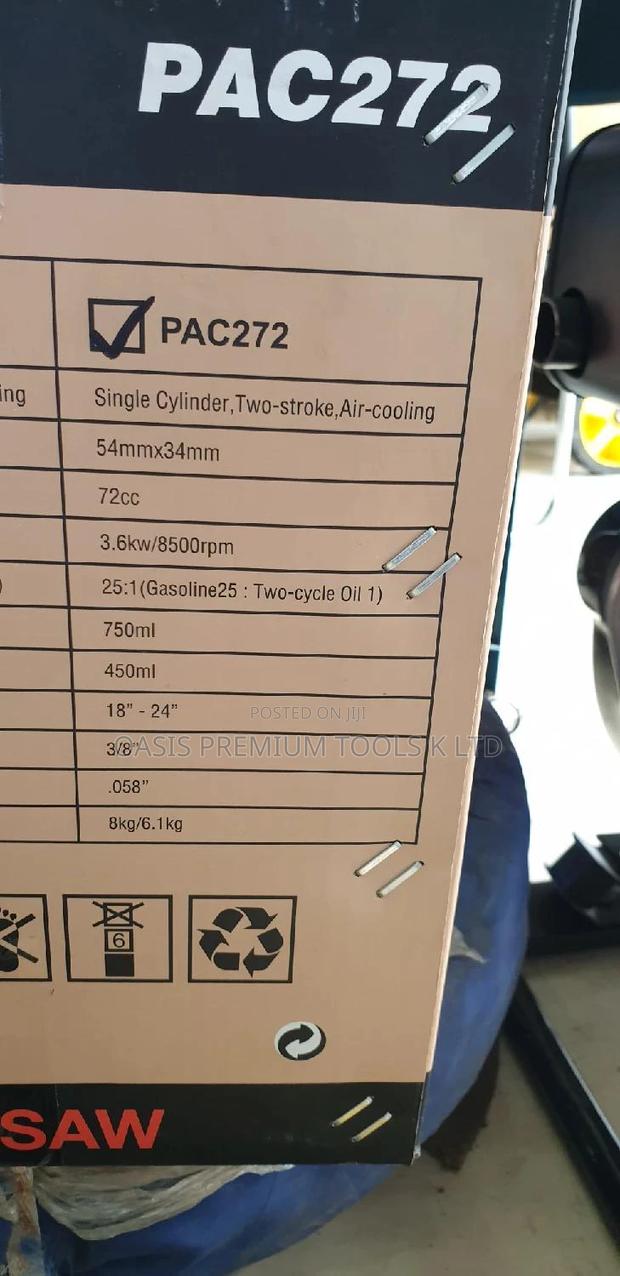 PAC272
PAC272
ing
Single Cylinder,Two-stroke,Air-cooling
54mmx34mm
72cc
3.6kw/8500rpm
)
25:1(Gasoline25 : Two-cycle Oil 1)
750ml
450ml
18” - 24”
POSTED ON JIJI
3/8”
OASIS PREMIUM TOOLS K LTD
.058”
8kg/6.1kg
6
SAW